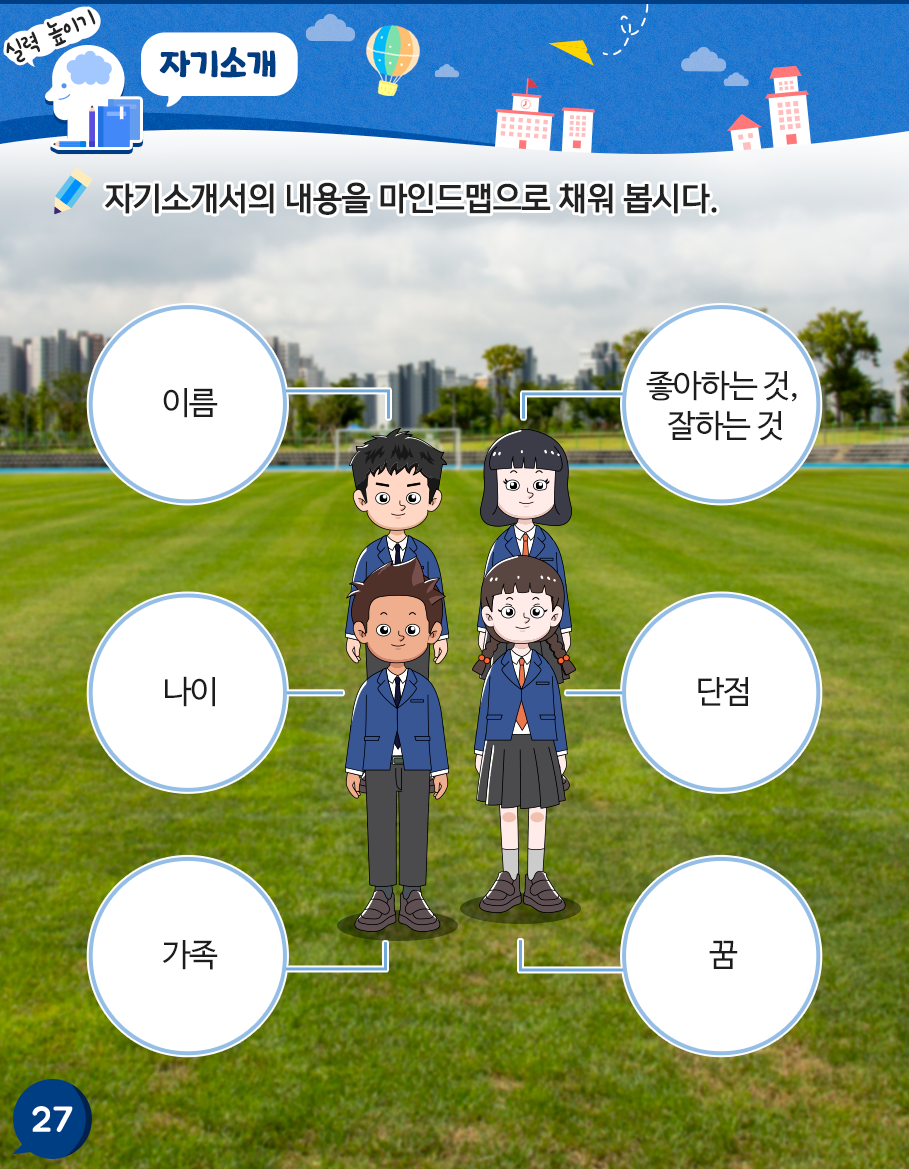 실력 높이기
자기소개
자기소개서의 내용을 마인드맵으로 채워 봅시다.
이름
좋아하는 것,
잘하는 것
나이
단점
가족
꿈
27